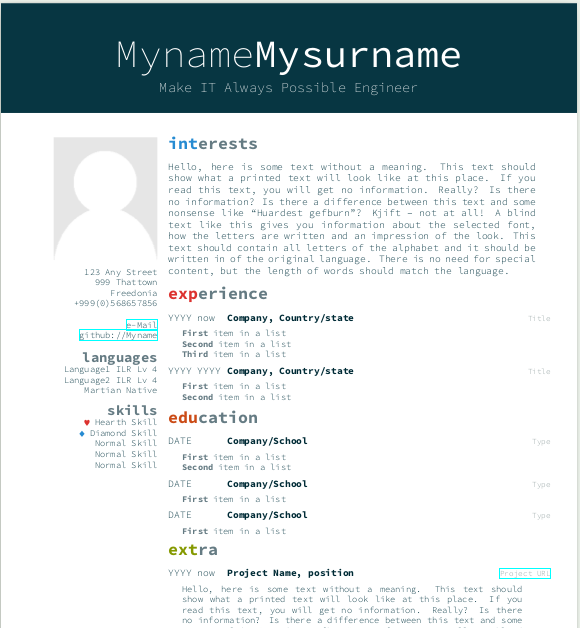 MynameMysurname
Make IT Always Possible Engineer
123 Any Street
999 Thattown
Freedonia
+999(0)568657856
e-Mail
github://Myname
languages
Language1 ILR Lv 4
Language2 ILR Lv 4
Martian Native
skills
♥ Hearth Skill
♦ Diamond Skill
Normal Skill
Normal Skill
Normal Skill
interests
Hello, here is some text without a meaning. This text should
show what a printed text will look like at this place. If you
read this text, you will get no information. Really? Is there
no information? Is there a difference between this text and some
nonsense like “Huardest gefburn”? Kjift – not at all! A blind
text like this gives you information about the selected font,
how the letters are written and an impression of the look. This
text should contain all letters of the alphabet and it should be
written in of the original language. There is no need for special
content, but the length of words should match the language.
experience
YYYY now Company, Country/state Title
First item in a list
Second item in a list
Third item in a list
YYYY YYYY Company, Country/state Title
First item in a list
Second item in a list
education
DATE Company/School Type
First item in a list
Second item in a list
DATE Company/School Type
First item in a list
DATE Company/School Type
First item in a list
extra
YYYY now Project Name, position Project URL
Hello, here is some text without a meaning. This text should
show what a printed text will look like at this place. If you
read this text, you will get no information. Really? Is there
no information? Is there a difference between this text and some